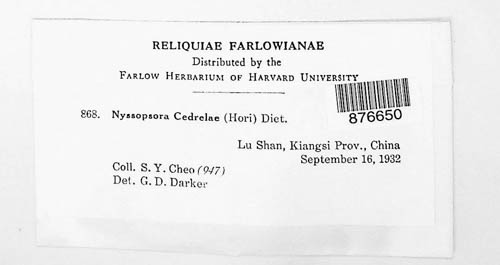 RELIQUIAE FARLOWIANAE
Distributed by the
FARLOW HERBARIUM OF HARVARD UNIVERSITY
876650
868. Nyssopsora Cedrelae (Hori) Diet.
Lu Shan, Kiangsi Prov., China
September 16, 1932
Coll. S. Y. Cheo (947)
Det. G. D. Darker